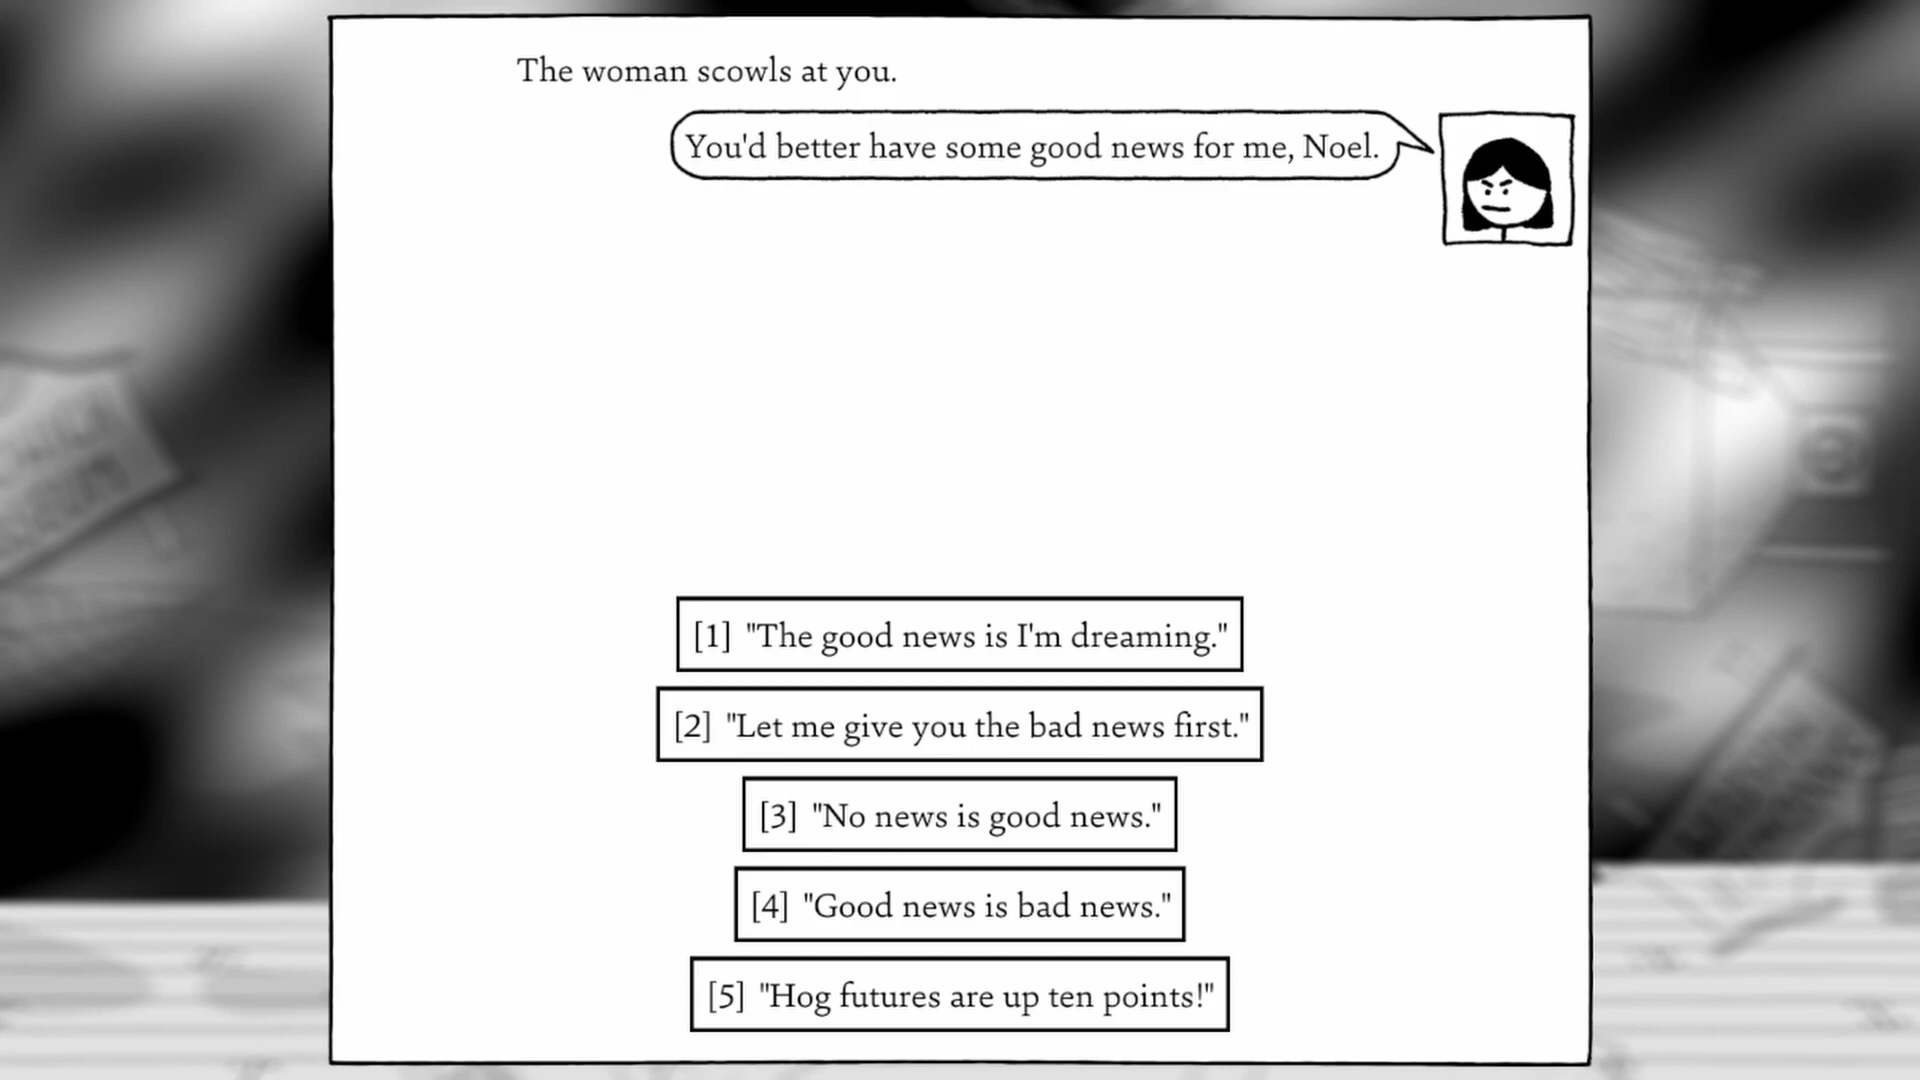 The woman scowls at you.
You'd better have some good news for me, Noel.
[1] "The good news is I'm dreaming."
[2] "Let me give you the bad news first."
[3] "No news is good news."
[4] "Good news is bad news."
[5] "Hog futures are up ten points!"